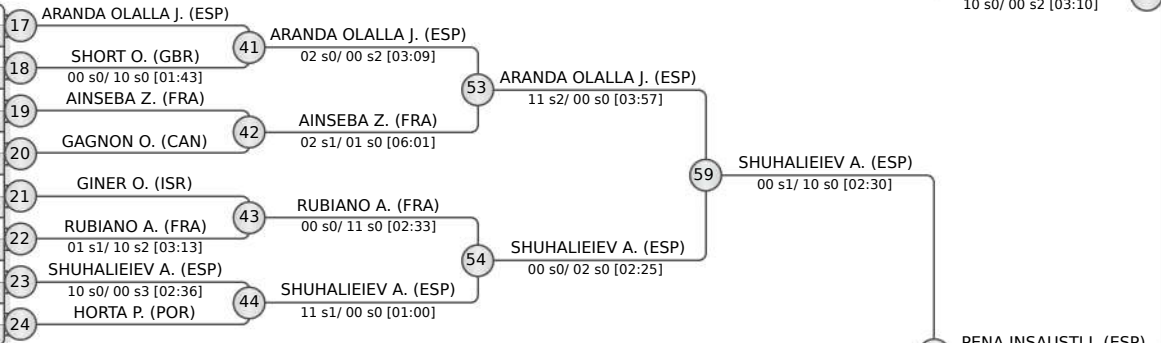 10 s0/ 00 s2 [03:10]
17
ARANDA OLALLA J. (ESP)
18
SHORT O. (GBR)
00 s0/ 10 s0 [01:43]
41
ARANDA OLALLA J. (ESP)
02 s0/ 00 s2 [03:09]
19
AINSEBA Z. (FRA)
20
GAGNON O. (CAN)
42
AINSEBA Z. (FRA)
02 s1/ 01 s0 [06:01]
53
ARANDA OLALLA J. (ESP)
11 s2/ 00 s0 [03:57]
21
GINER O. (ISR)
22
RUBIANO A. (FRA)
01 s1/ 10 s2 [03:13]
43
RUBIANO A. (FRA)
00 s0/ 11 s0 [02:33]
23
SHUHALIEIEV A. (ESP)
10 s0/ 00 s3 [02:36]
24
HORTA P. (POR)
44
SHUHALIEIEV A. (ESP)
11 s1/ 00 s0 [01:00]
54
SHUHALIEIEV A. (ESP)
00 s0/ 02 s0 [02:25]
59
SHUHALIEIEV A. (ESP)
00 s1/ 10 s0 [02:30]
PENA INSAUSTI I. (ESP)